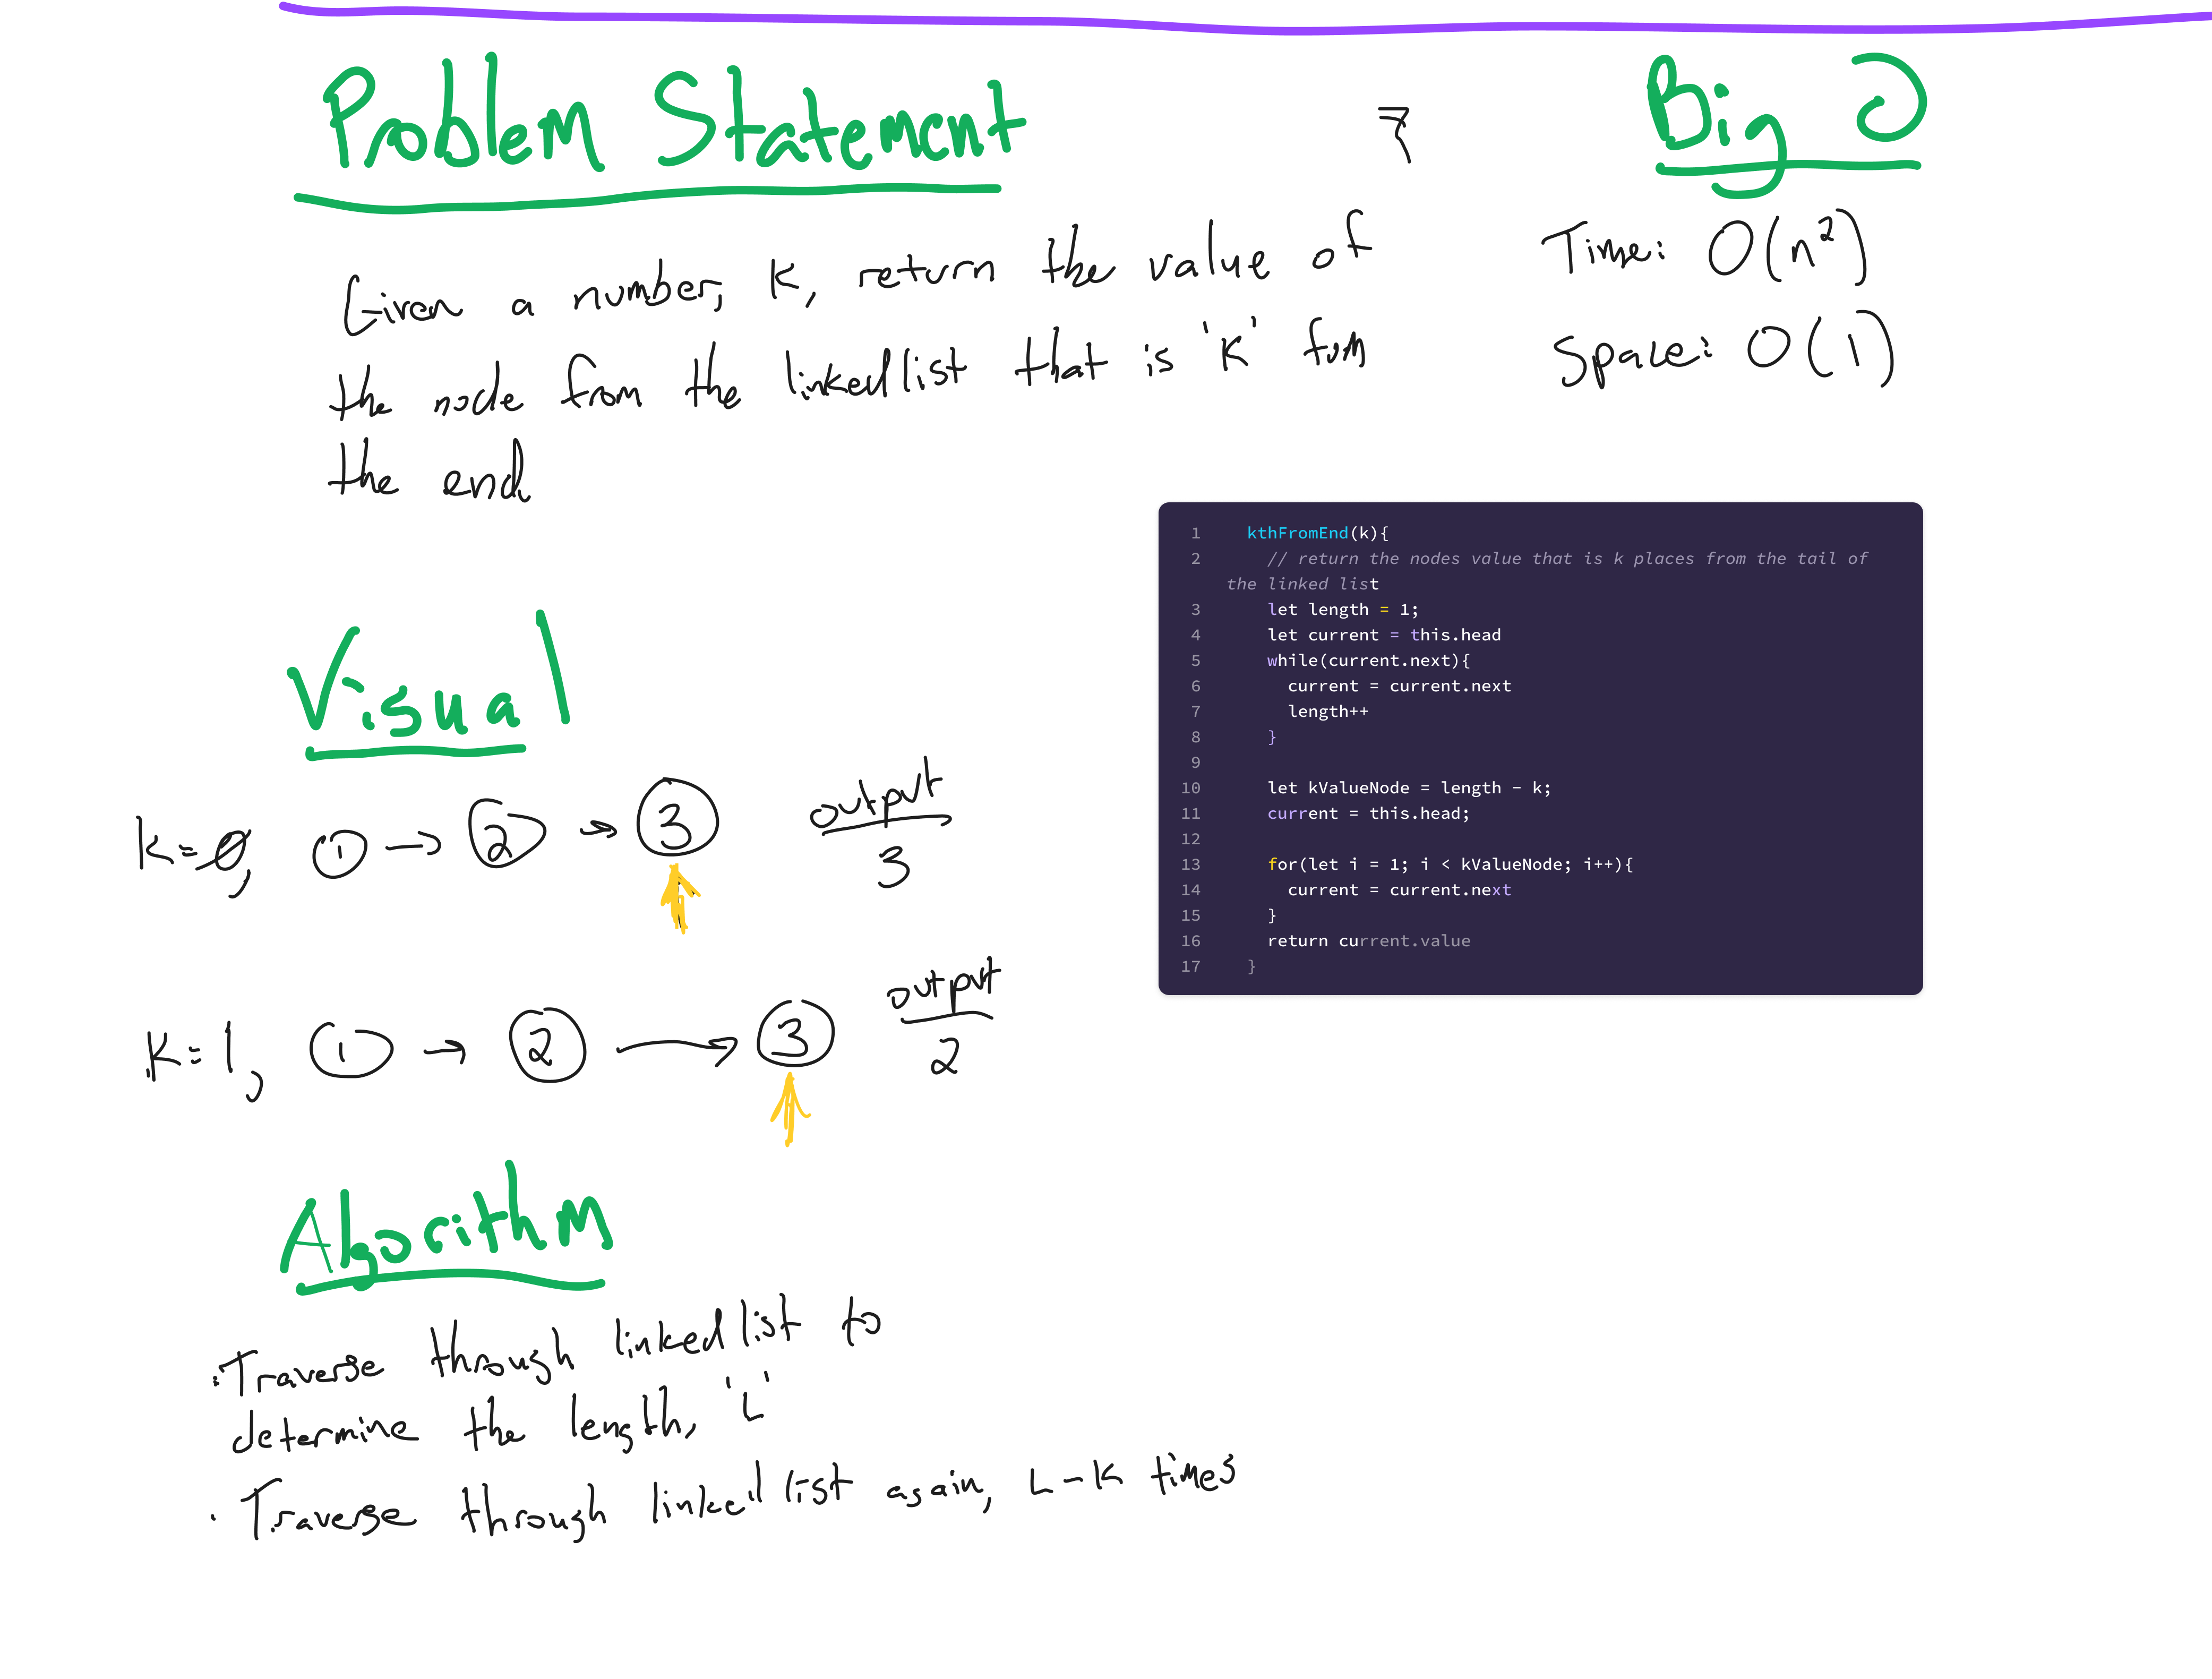 Problem Statement
Given a number, K, return the value of
the node from the linked list that is 'K' from
the end.
Big O
Time: O(n²)
Space: O(1)
1 kthFromEnd(k){
2 // return the nodes value that is k places from the tail of
the linked list
3 let length = 1;
4 let current = this.head
5 while(current.next){
6 current = current.next
7 length++
8 }
9
10 let kValueNode = length - k;
11 current = this.head;
12
13 for(let i = 1; i < kValueNode; i++){
14 current = current.next
15 }
16 return current.value
17 }
Visual
K=0, 1 → 2 → 3 output
3
K=1, 1 → 2 → 3 output
2
Algorithm
· Traverse through linked list to
determine the length, 'L'
· Traverse through linked list again, L-K times